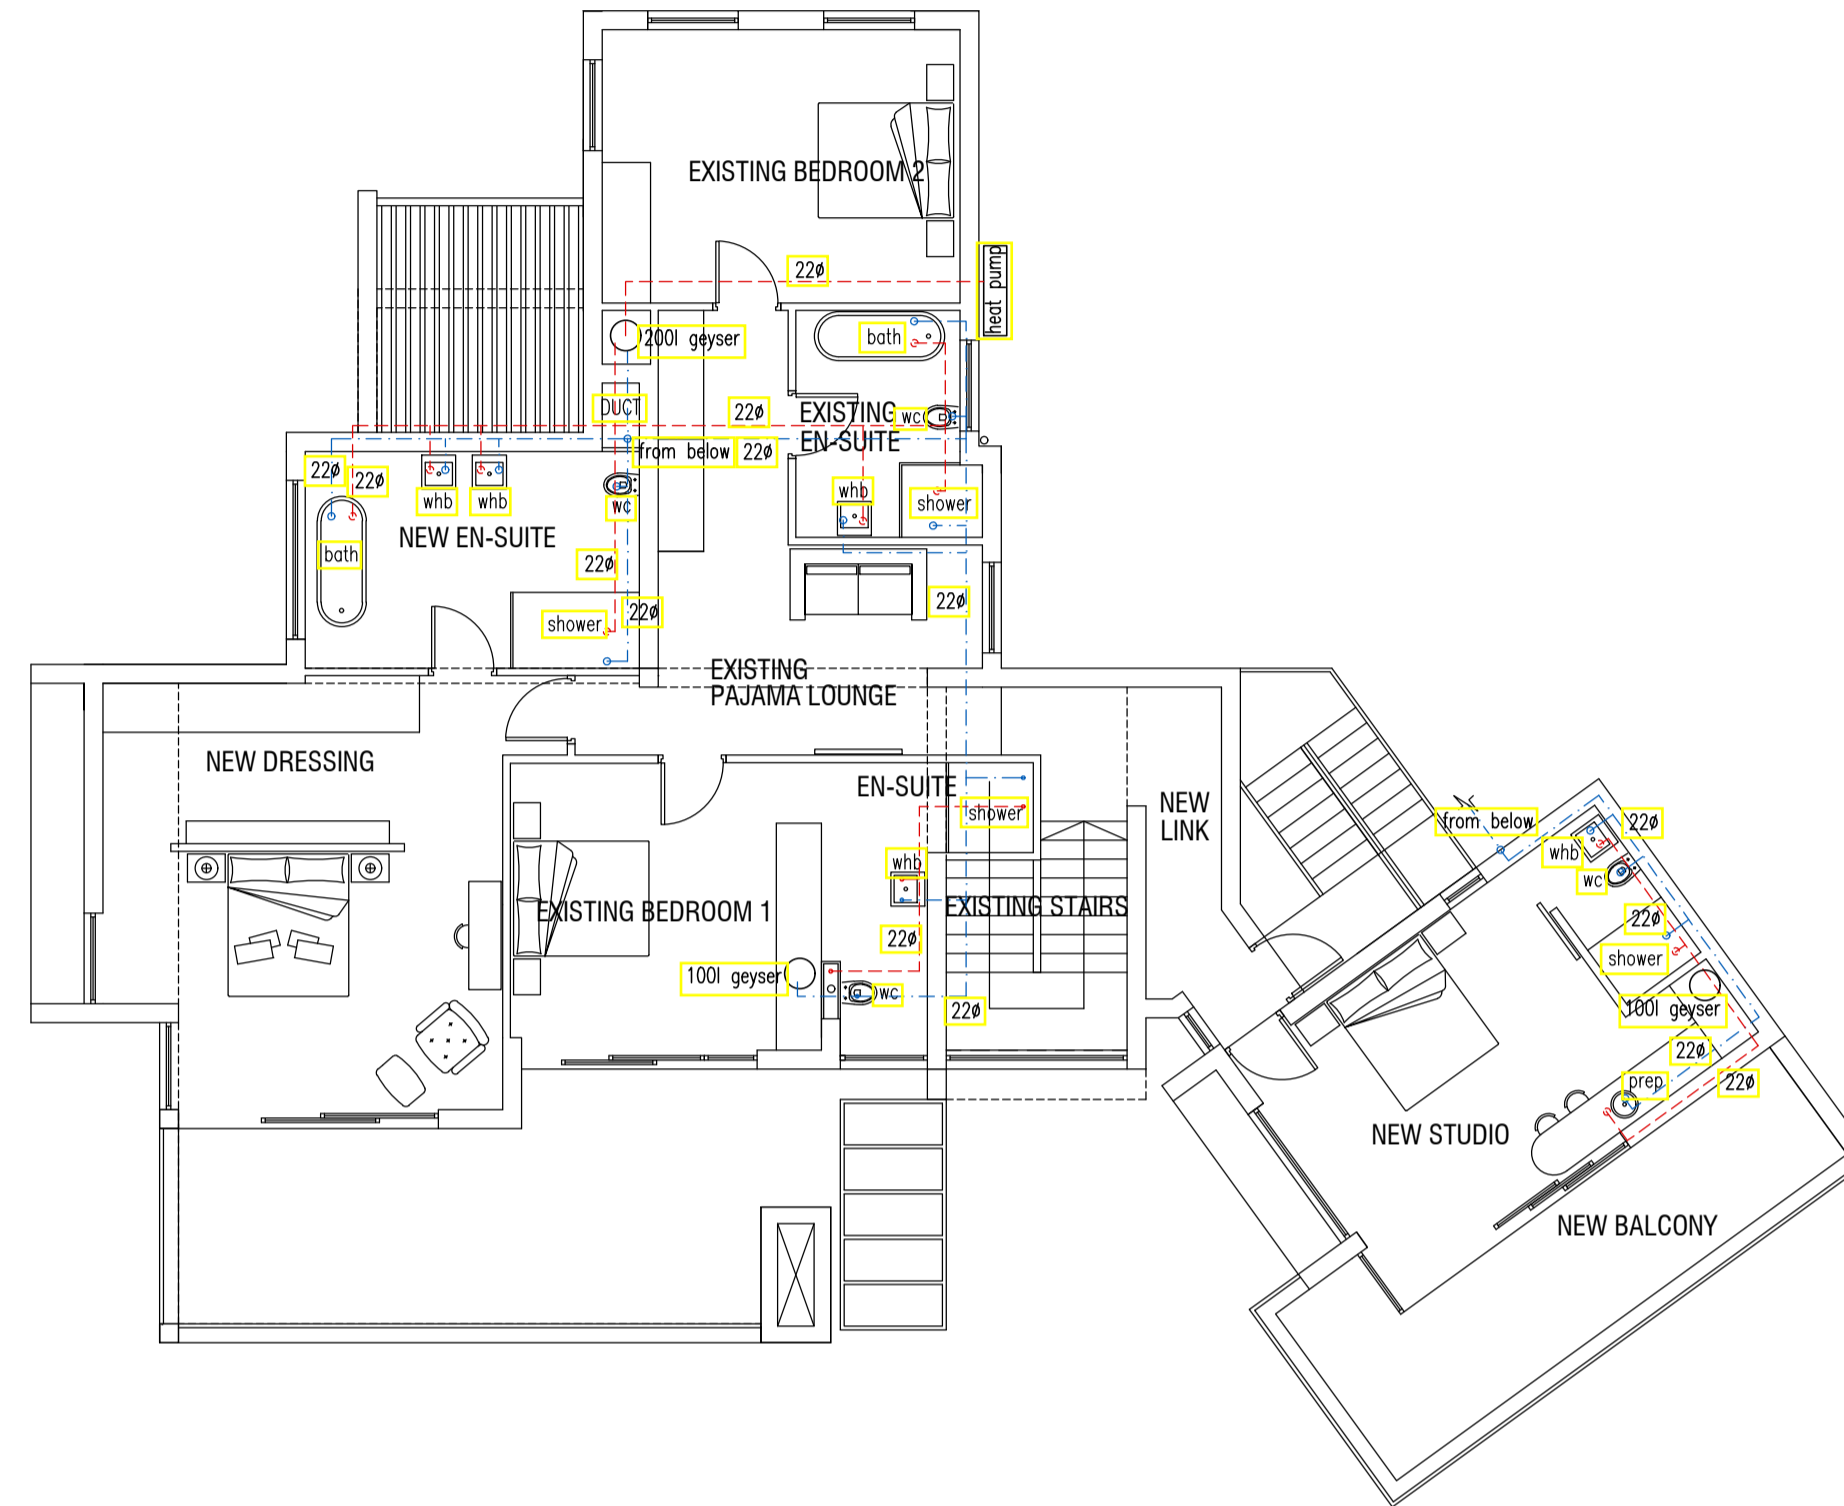 EXISTING BEDROOM 2
22ø
heat pump
200l geyser
bath
DUCT
22ø
EXISTING
EN-SUITE
wc
from below
22ø
22ø
22ø
whb
whb
wc
whb
shower
NEW EN-SUITE
bath
22ø
22ø
22ø
shower
EXISTING
PAJAMA LOUNGE
NEW DRESSING
EN-SUITE
shower
NEW
LINK
from below
22ø
whb
wc
whb
EXISTING BEDROOM 1
EXISTING STAIRS
22ø
22ø
shower
100l geyser
wc
22ø
100l geyser
22ø
prep
22ø
NEW STUDIO
NEW BALCONY